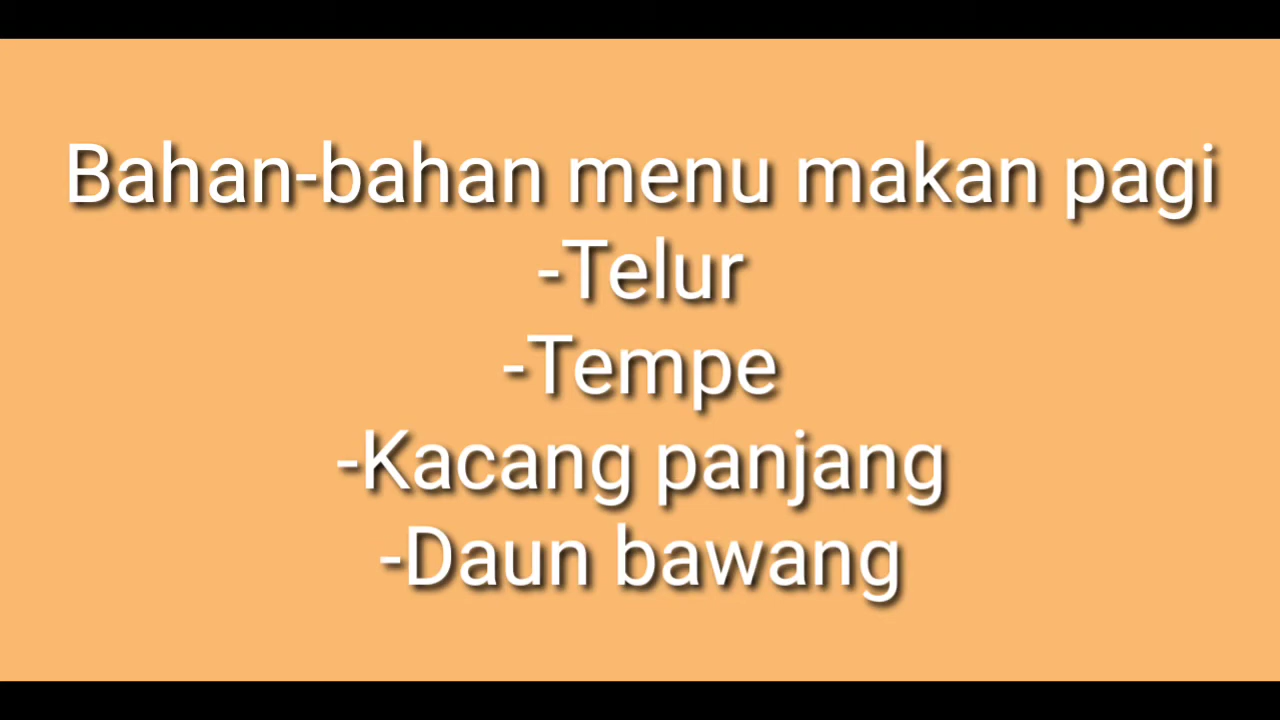 Bahan-bahan menu makan pagi
-Telur
-Tempe
-Kacang panjang
-Daun bawang